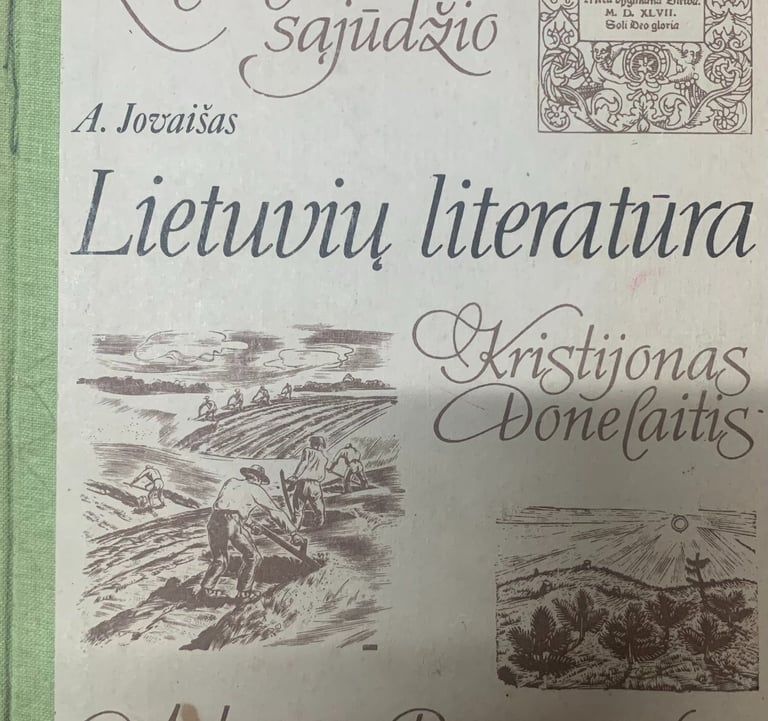 sąjūdžio
M. D. XLVII.
Soli Deo gloria
A. Jovaišas
Lietuvių literatūra
Kristijonas
Donelaitis